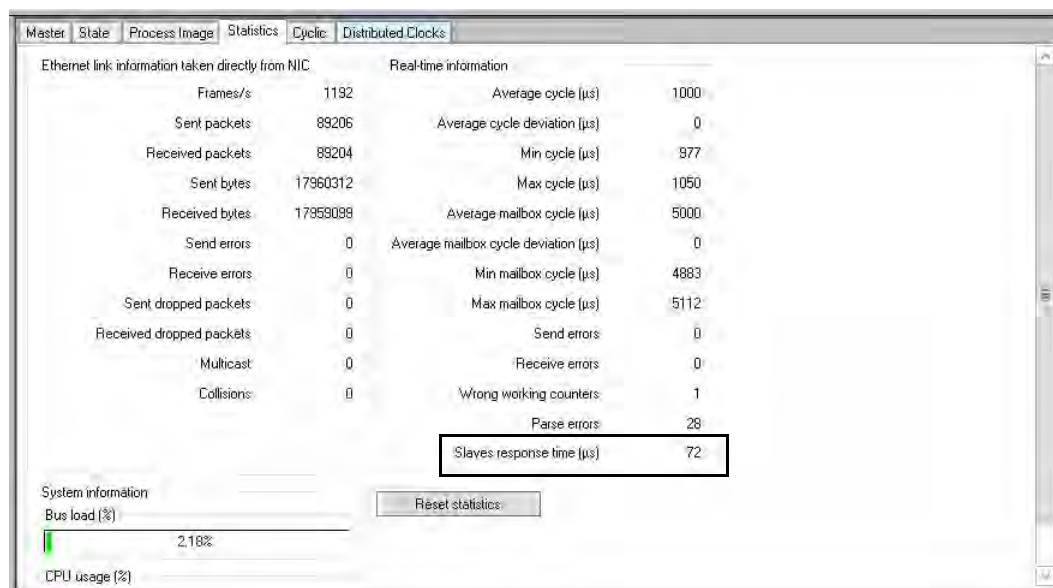 Master State Process Image Statistics Cyclic Distributed Clocks
Ethernet link information taken directly from NIC
Frames/s 1192
Sent packets 89206
Received packets 89204
Sent bytes 17960312
Received bytes 17959099
Send errors 0
Receive errors 0
Sent dropped packets 0
Received dropped packets 0
Multicast 0
Collisions 0
Real-time information
Average cycle (µs) 1000
Average cycle deviation (µs) 0
Min cycle (µs) 977
Max cycle (µs) 1050
Average mailbox cycle (µs) 5000
Average mailbox cycle deviation (µs) 0
Min mailbox cycle (µs) 4883
Max mailbox cycle (µs) 5112
Send errors 0
Receive errors 0
Wrong working counters 1
Parse errors 28
Slaves response time (µs) 72
Reset statistics
System information
Bus load (%)
2.18%
CPU usage (%)